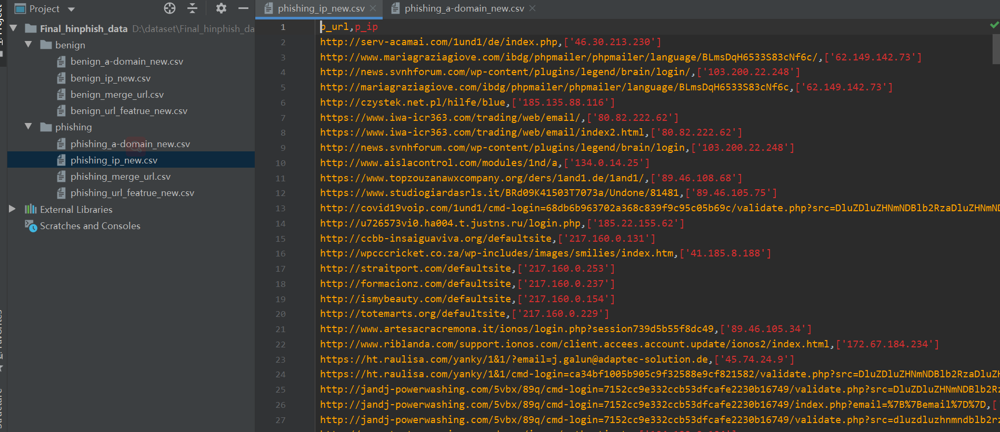 Project
Final_hinphish_data D:\dataset\Final_hinphish_da
benign
benign_a-domain_new.csv
benign_ip_new.csv
benign_merge_url.csv
benign_url_featrue_new.csv
phishing
phishing_a-domain_new.csv
phishing_ip_new.csv
phishing_merge_url.csv
phishing_url_featrue_new.csv
External Libraries
Scratches and Consoles
phishing_ip_new.csv
phishing_a-domain_new.csv
1 p_url,p_ip
2 http://serv-acamai.com/1und1/de/index.php,['46.30.213.230']
3 http://www.mariagraziagiove.com/ibdg/phpmailer/phpmailer/language/BLmsDqH6533S83cNf6c/,['62.149.142.73']
4 http://news.svnhforum.com/wp-content/plugins/legend/brain/login/,['103.200.22.248']
5 http://mariagraziagiove.com/ibdg/phpmailer/phpmailer/language/BLmsDqH6533S83cNf6c,['62.149.142.73']
6 http://czystek.net.pl/hilfe/blue,['185.135.88.116']
7 https://www.iwa-icr363.com/trading/web/email/,['80.82.222.62']
8 https://www.iwa-icr363.com/trading/web/email/index2.html,['80.82.222.62']
9 http://news.svnhforum.com/wp-content/plugins/legend/brain/login,['103.200.22.248']
10 http://www.aislacontrol.com/modules/1nd/a,['134.0.14.25']
11 https://www.topzouzanawxcompany.org/ders/1and1.de/1and1/,['89.46.108.68']
12 https://www.studiogiardasrls.it/BRd09K41503T7073a/Undone/81481,['89.46.105.75']
13 http://covid19voip.com/1und1/cmd-login=68db6b963702a368c839f9c95c05b69c/validate.php?src=DluZDluZHNmNDBlb2RzaDluZHNmND
14 http://u726573vi0.ha004.t.justns.ru/login.php,['185.22.155.62']
15 http://ccbb-insaiguaviva.org/defaultsite,['217.160.0.131']
16 http://wpcccricket.co.za/wp-includes/images/smilies/index.htm,['41.185.8.188']
17 http://straitport.com/defaultsite,['217.160.0.253']
18 http://formacionz.com/defaultsite,['217.160.0.237']
19 http://ismybeauty.com/defaultsite,['217.160.0.154']
20 http://totemarts.org/defaultsite,['217.160.0.229']
21 http://www.artesacracremona.it/ionos/login.php?session739d5b55f8dc49,['89.46.105.34']
22 http://www.riblanda.com/support.ionos.com/client.accees.account.update/ionos2/index.html,['172.67.184.234']
23 https://ht.raulisa.com/yanky/1&1/?email=j.galun@adaptec-solution.de,['45.74.24.9']
24 https://ht.raulisa.com/yanky/1&1/cmd-login=ca34bf1005b905c9f32588e9cf821582/validate.php?src=DluZDluZHNmNDBlb2RzaDluZH
25 http://jandj-powerwashing.com/5vbx/89q/cmd-login=7152cc9e332ccb53dfcafe2230b16749/validate.php?src=DluZDluZHNmNDBlb2Rz
26 http://jandj-powerwashing.com/5vbx/89q/cmd-login=7152cc9e332ccb53dfcafe2230b16749/index.php?email=%7B%7Bemail%7D%7D,[
27 http://jandj-powerwashing.com/5vbx/89q/cmd-login=7152cc9e332ccb53dfcafe2230b16749/validate.php?src=dluzdluzhnmndblb2rz